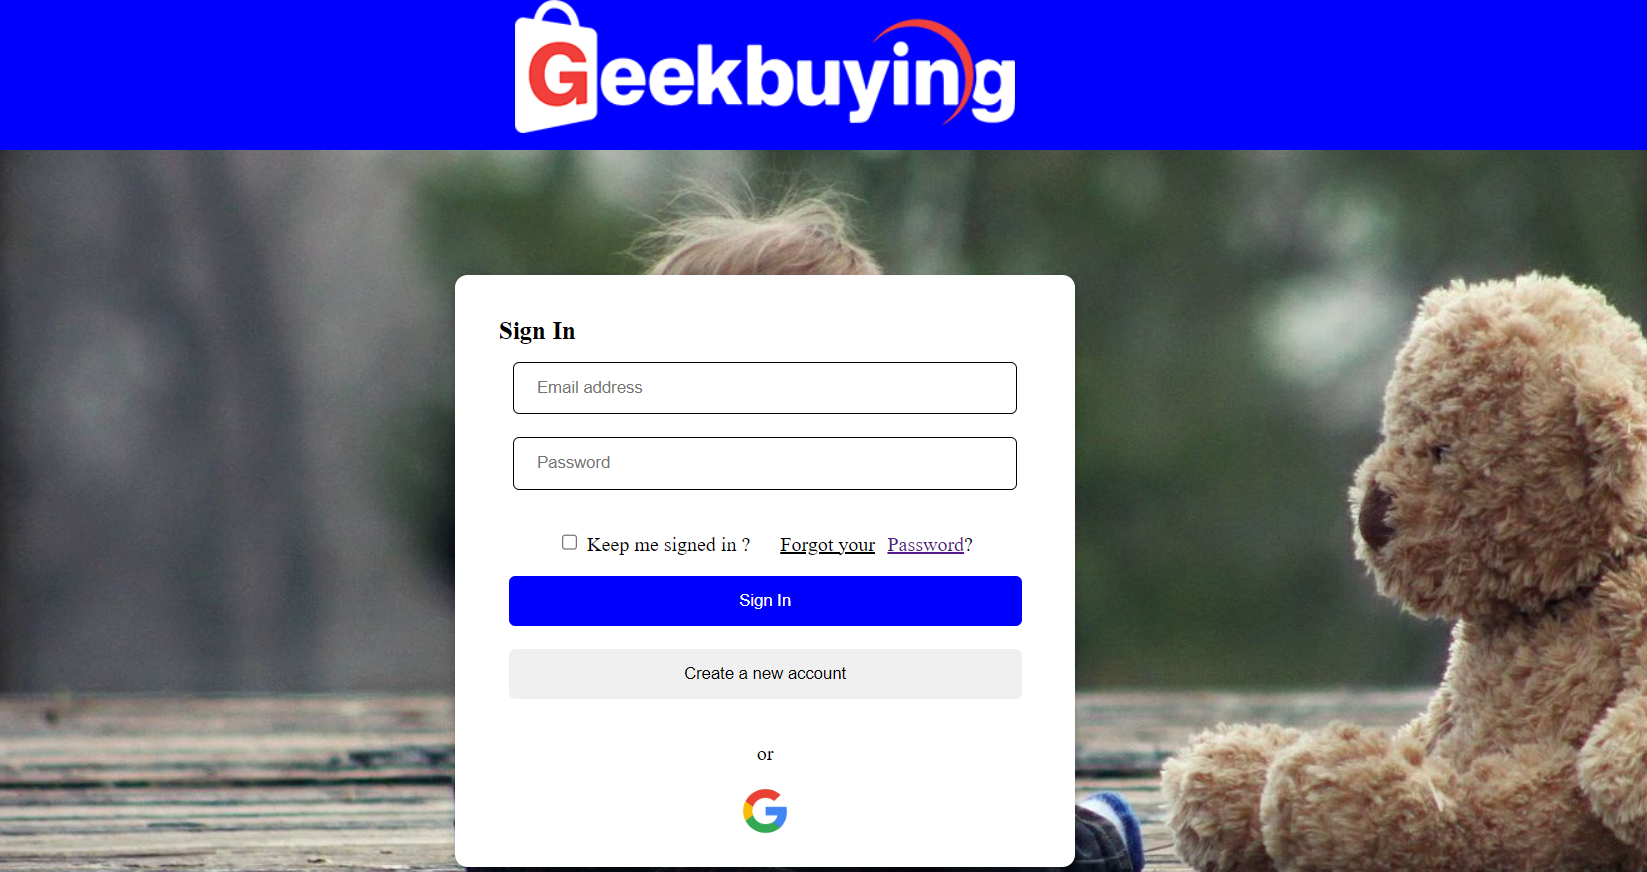 Geekbuying
Sign In
Email address
Password
Keep me signed in ? Forgot your Password?
Sign In
Create a new account
or
G